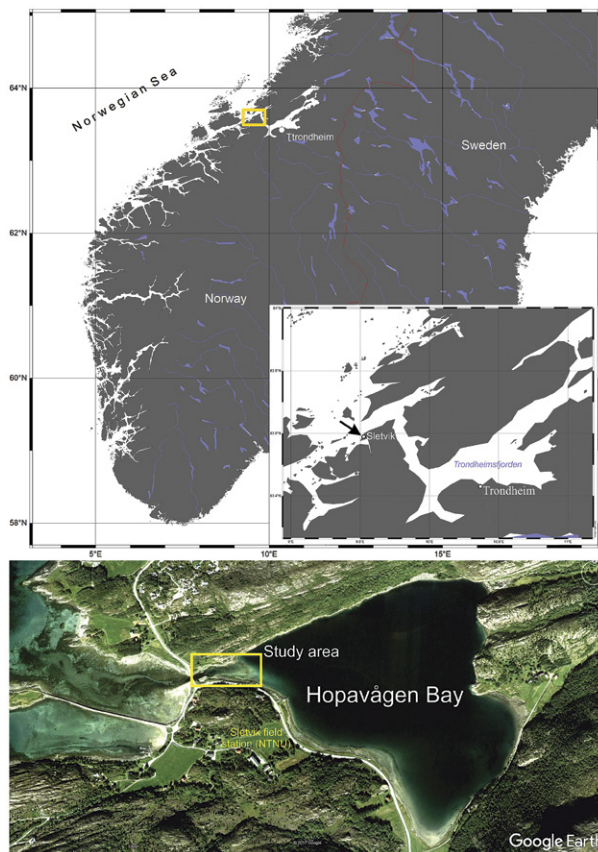 Norwegian Sea
64°N
Ttrondheim
Sweden
62°N
Norway
60°N
Sletvik
Trondheimsfjorden
Trondheim
58°N
5°E
10°E
15°E
Study area
Hopavågen Bay
Sletvik field
station (NTNU)
Google Earth